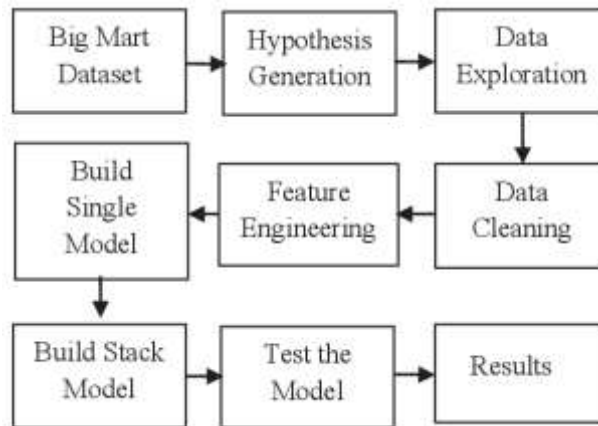 Big Mart
Dataset
Hypothesis
Generation
Data
Exploration
Data
Cleaning
Feature
Engineering
Build
Single
Model
Build Stack
Model
Test the
Model
Results